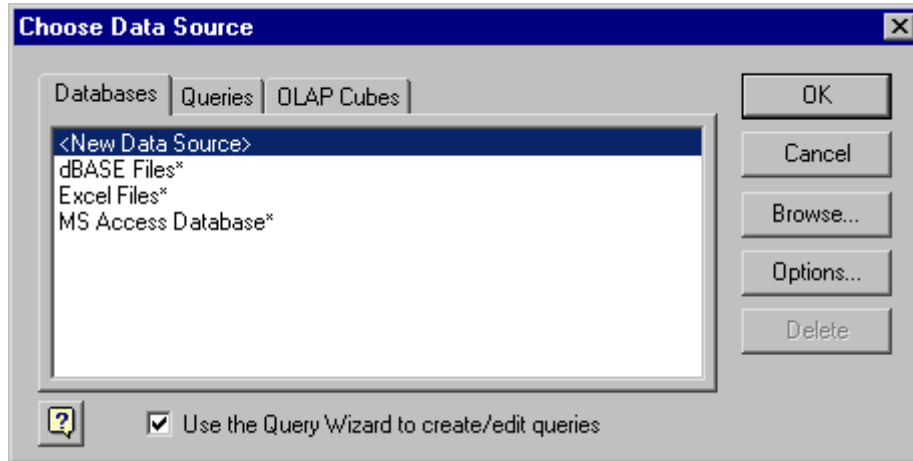 Choose Data Source
Databases Queries OLAP Cubes
<New Data Source>
dBASE Files*
Excel Files*
MS Access Database*
OK
Cancel
Browse...
Options...
Delete
Use the Query Wizard to create/edit queries